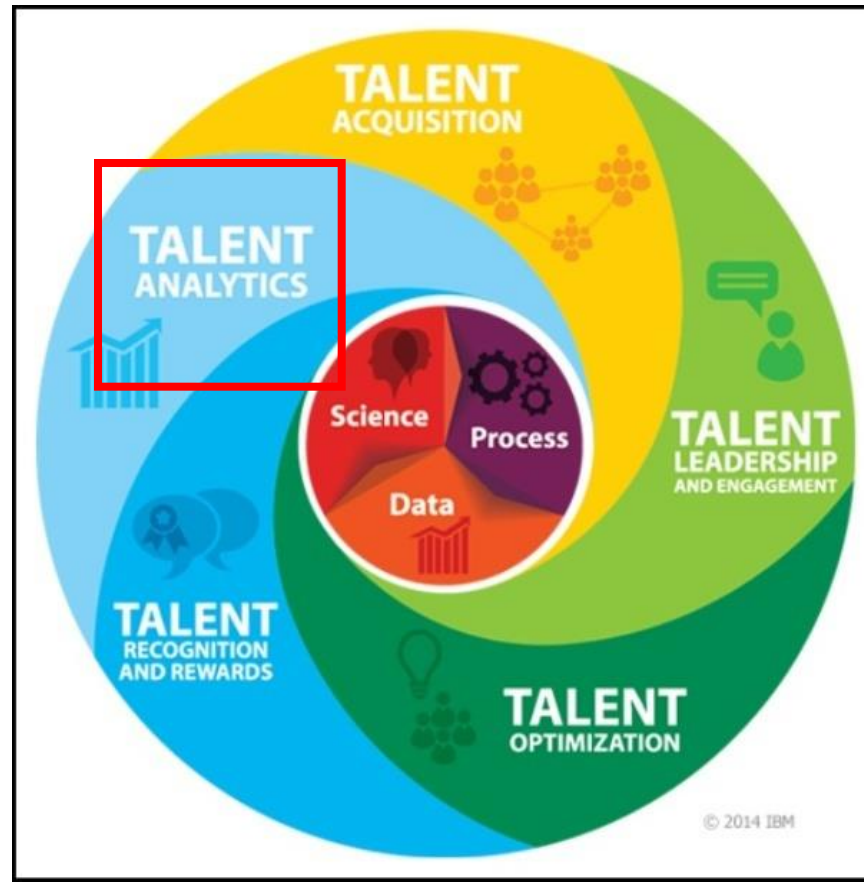 TALENT
ACQUISITION
TALENT
ANALYTICS
TALENT
LEADERSHIP
AND ENGAGEMENT
Science
Process
Data
TALENT
RECOGNITION
AND REWARDS
TALENT
OPTIMIZATION
© 2014 IBM